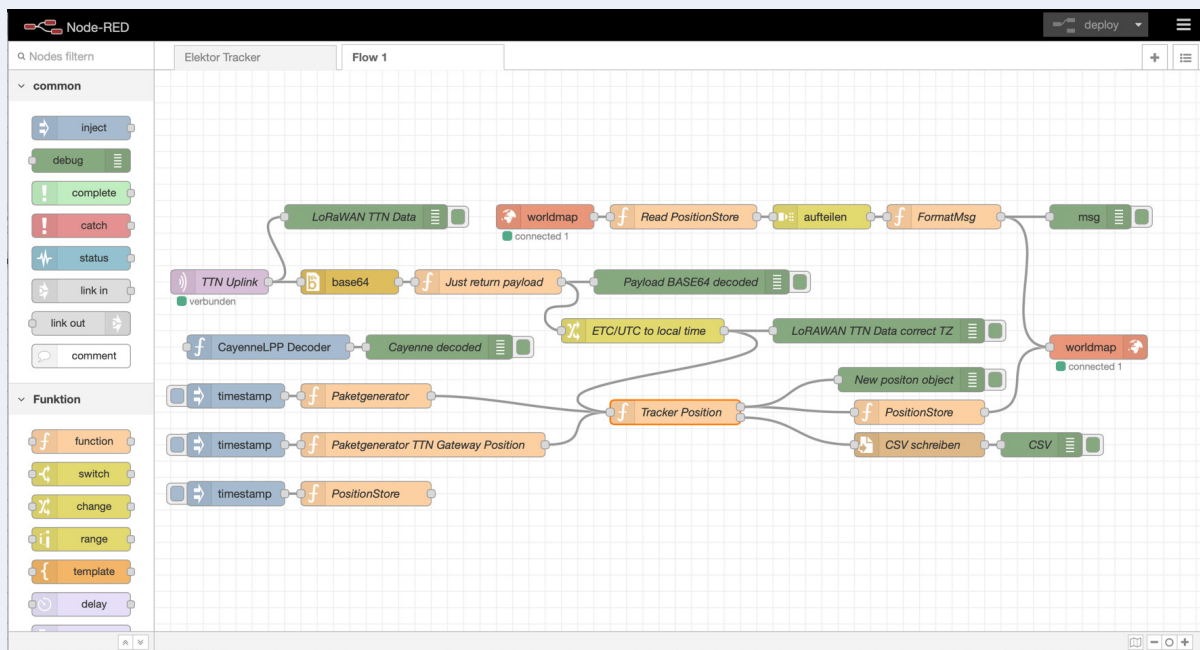 Node-RED
deploy
Nodes filtern
Elektor Tracker
Flow 1
common
inject
debug
complete
catch
status
link in
link out
comment
Funktion
function
switch
change
range
template
delay
LoRaWAN TTN Data
worldmap
Read PositionStore
aufteilen
FormatMsg
msg
connected 1
TTN Uplink
base64
Just return payload
Payload BASE64 decoded
verbunden
ETC/UTC to local time
LoRAWAN TTN Data correct TZ
CayenneLPP Decoder
Cayenne decoded
worldmap
connected 1
New positon object
timestamp
Paketgenerator
Tracker Position
PositionStore
timestamp
Paketgenerator TTN Gateway Position
CSV schreiben
CSV
timestamp
PositionStore